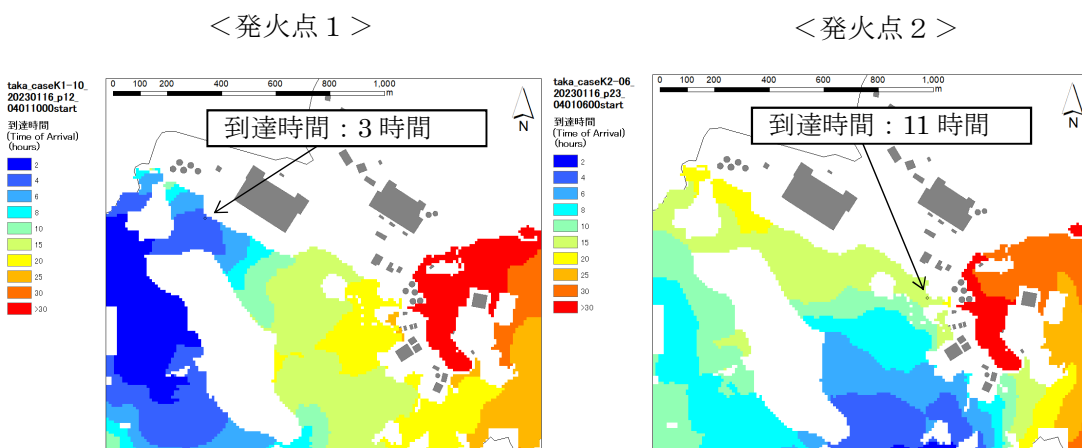 ＜発火点１＞
taka_caseK1-10_
20230116_p12_
04011000start
到達時間
(Time of Arrival)
(hours)
2
4
6
8
10
15
20
25
30
>30
0 100 200 400 600 800 1,000
m
N
到達時間：3 時間
＜発火点２＞
taka_caseK2-06_
20230116_p23_
04010600start
到達時間
(Time of Arrival)
(hours)
2
4
6
8
10
15
20
25
30
>30
0 100 200 400 600 800 1,000
m
N
到達時間：11 時間